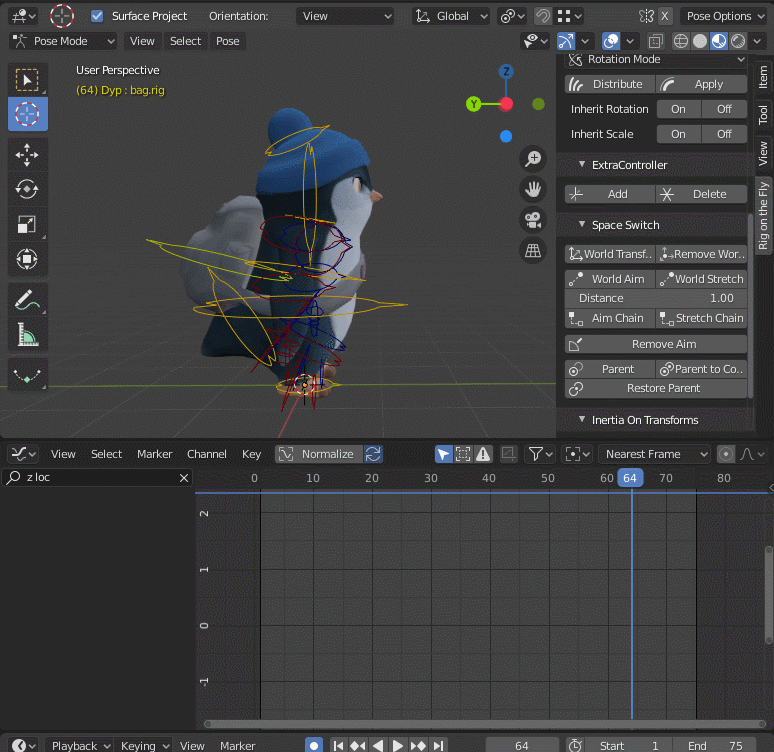 Surface Project Orientation: View Global X Pose Options
Pose Mode View Select Pose
User Perspective
(64) Dyp : bag.rig
Z
Y
Rotation Mode
Distribute Apply
Inherit Rotation On Off
Inherit Scale On Off
ExtraController
Add Delete
Space Switch
World Transf.. Remove Wor..
World Aim World Stretch
Distance 1.00
Aim Chain Stretch Chain
Remove Aim
Parent Parent to Co..
Restore Parent
Inertia On Transforms
Item
Tool
View
Rig on the Fly
View Select Marker Channel Key Normalize Nearest Frame
z loc
0 10 20 30 40 50 60 64 70 80
2
1
0
-1
Playback Keying View Marker 64 Start 1 End 75